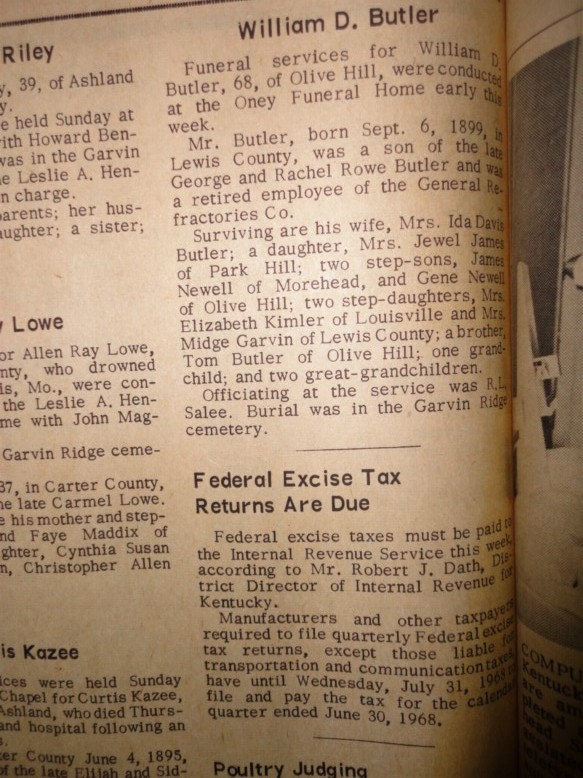 Riley
y, 39, of Ashland
y.
e held Sunday at
ith Howard Ben-
was in the Garvin
e Leslie A. Hen-
n charge.
parents; her hus-
aughter; a sister;
y Lowe
or Allen Ray Lowe,
nty, who drowned
is, Mo., were con-
the Leslie A. Hen-
me with John Mag-
Garvin Ridge ceme-
37, in Carter County,
he late Carmel Lowe.
e his mother and step-
nd Faye Maddix of
ghter, Cynthia Susan
n, Christopher Allen
is Kazee
ices were held Sunday
Chapel for Curtis Kazee,
Ashland, who died Thurs-
and hospital following an
s.
ter County June 4, 1895,
of the late Elijah and Sid-
William D. Butler
Funeral services for William D.
Butler, 68, of Olive Hill, were conducted
at the Oney Funeral Home early this
week.
Mr. Butler, born Sept. 6, 1899, in
Lewis County, was a son of the late
George and Rachel Rowe Butler and was
a retired employee of the General Re-
fractories Co.
Surviving are his wife, Mrs. Ida Davis
Butler; a daughter, Mrs. Jewel James
of Park Hill; two step-sons, James
Newell of Morehead, and Gene Newell
of Olive Hill; two step-daughters, Mrs.
Elizabeth Kimler of Louisville and Mrs.
Midge Garvin of Lewis County; a brother,
Tom Butler of Olive Hill; one grand-
child; and two great-grandchildren.
Officiating at the service was R.L.
Salee. Burial was in the Garvin Ridge
cemetery.
Federal Excise Tax
Returns Are Due
Federal excise taxes must be paid to
the Internal Revenue Service this week,
according to Mr. Robert J. Dath, Dis-
trict Director of Internal Revenue for
Kentucky.
Manufacturers and other taxpayers
required to file quarterly Federal excise
tax returns, except those liable for
transportation and communication taxes,
have until Wednesday, July 31, 1968
file and pay the tax for the calendar
quarter ended June 30, 1968.
Poultry Judging
COMPU
Kentucky
are am
pleted
head